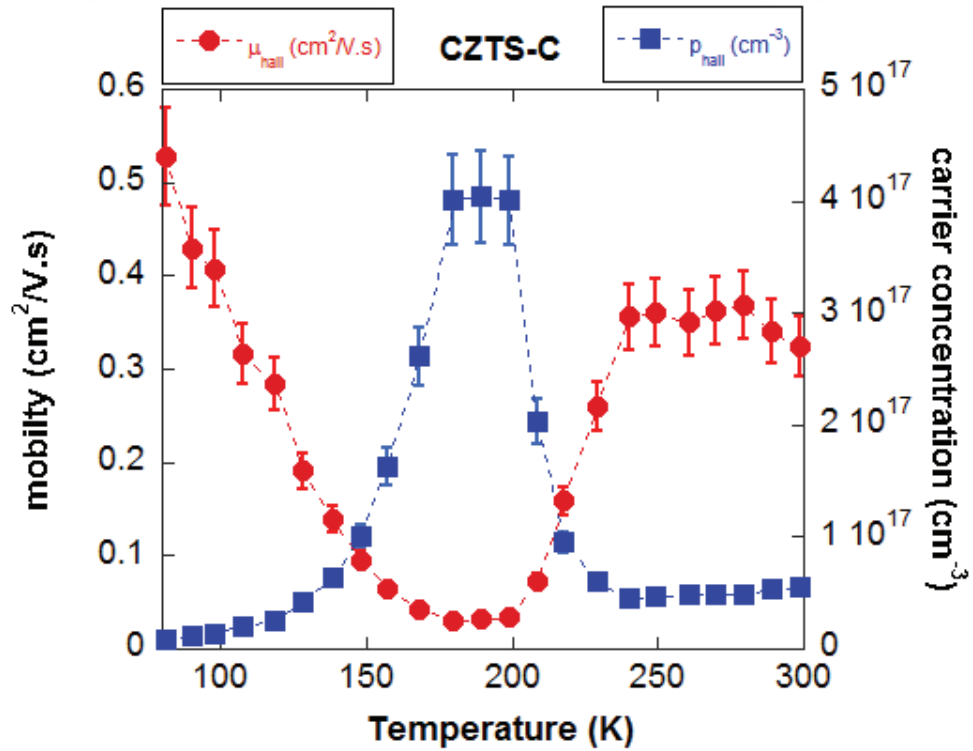 μhall (cm²/V.s)
CZTS-C
phall (cm⁻³)
0.6
0.5
0.4
0.3
0.2
0.1
0
mobilty (cm²/V.s)
5 10¹⁷
4 10¹⁷
3 10¹⁷
2 10¹⁷
1 10¹⁷
0
carrier concentration (cm⁻³)
100 150 200 250 300
Temperature (K)